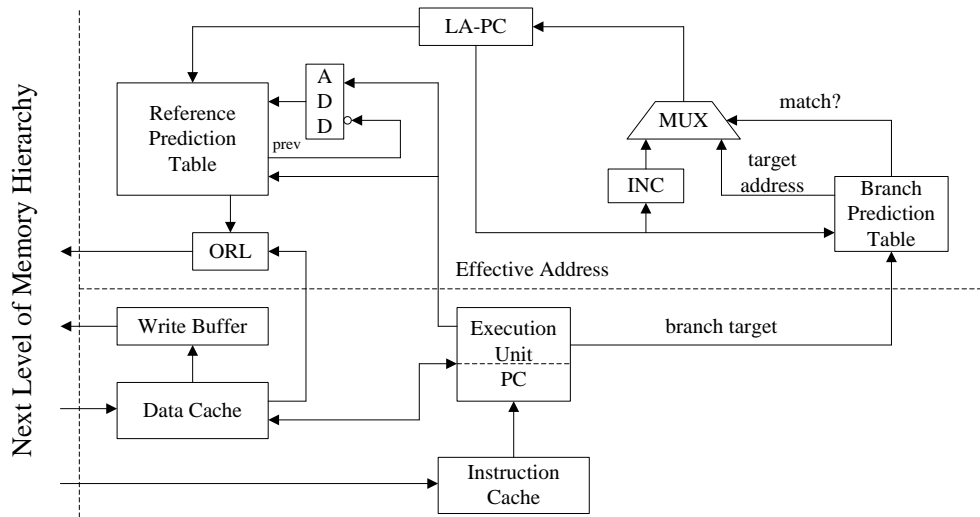 Next Level of Memory Hierarchy
LA-PC
A
D
D
Reference
Prediction
Table
prev
MUX
match?
target
address
INC
Branch
Prediction
Table
ORL
Effective Address
Write Buffer
Execution
Unit
PC
branch target
Data Cache
Instruction
Cache